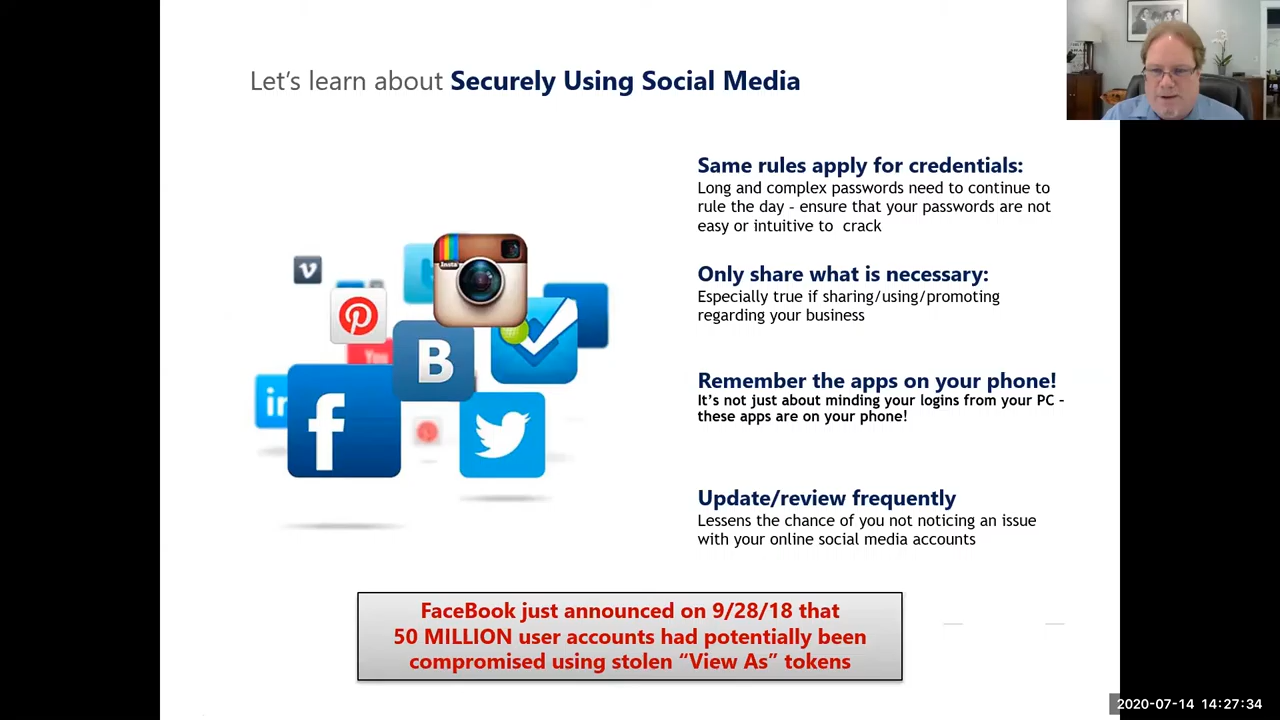 Let's learn about Securely Using Social Media
Same rules apply for credentials:
Long and complex passwords need to continue to
rule the day – ensure that your passwords are not
easy or intuitive to  crack
Only share what is necessary:
Especially true if sharing/using/promoting
regarding your business
Insta
You
in
f
B
Remember the apps on your phone!
It's not just about minding your logins from your PC –
these apps are on your phone!
Update/review frequently
Lessens the chance of you not noticing an issue
with your online social media accounts
FaceBook just announced on 9/28/18 that
50 MILLION user accounts had potentially been
compromised using stolen “View As” tokens
2020-07-14 14:27:34